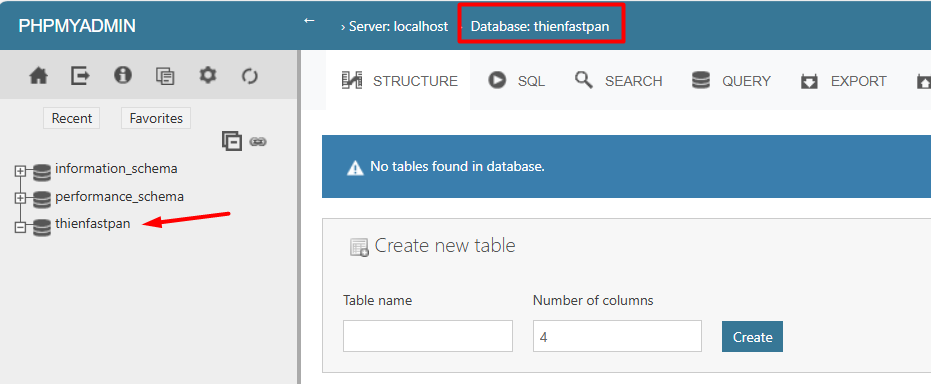 PHPMYADMIN
← › Server: localhost Database: thienfastpan
STRUCTURE SQL SEARCH QUERY EXPORT
Recent Favorites
No tables found in database.
information_schema
performance_schema
thienfastpan
Create new table
Table name Number of columns
4 Create